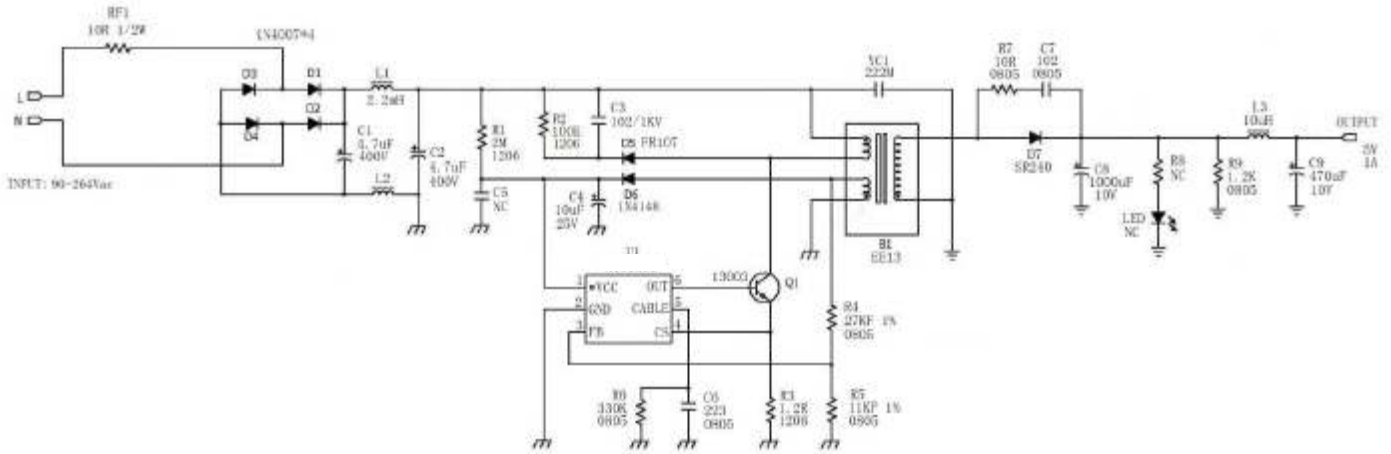 RF1
10R 1/2W
1N4007*4
L
N
INPUT: 90-264Vac
D3
D1
D4
D2
C1
4.7uF
400V
L1
2.2mH
L2
C2
4.7uF
400V
R1
2M
1206
C5
NC
R2
100K
1206
C3
102/1KV
D5 FR107
C4
10uF
25V
D6
1N4148
YC1
222M
B1
EE13
R7
10R
0805
C7
102
0805
D7
SR240
C8
1000uF
10V
R8
NC
LED
NC
R9
1.2K
0805
L3
10uH
C9
470uF
10V
OUTPUT
5V
1A
U1
1
*VCC
OUT
6
2
GND
CABLE
5
3
FB
CS
4
13003
Q1
R4
27KF 1%
0805
R6
330K
0805
C6
223
0805
R3
1.2R
1206
R5
11KF 1%
0805